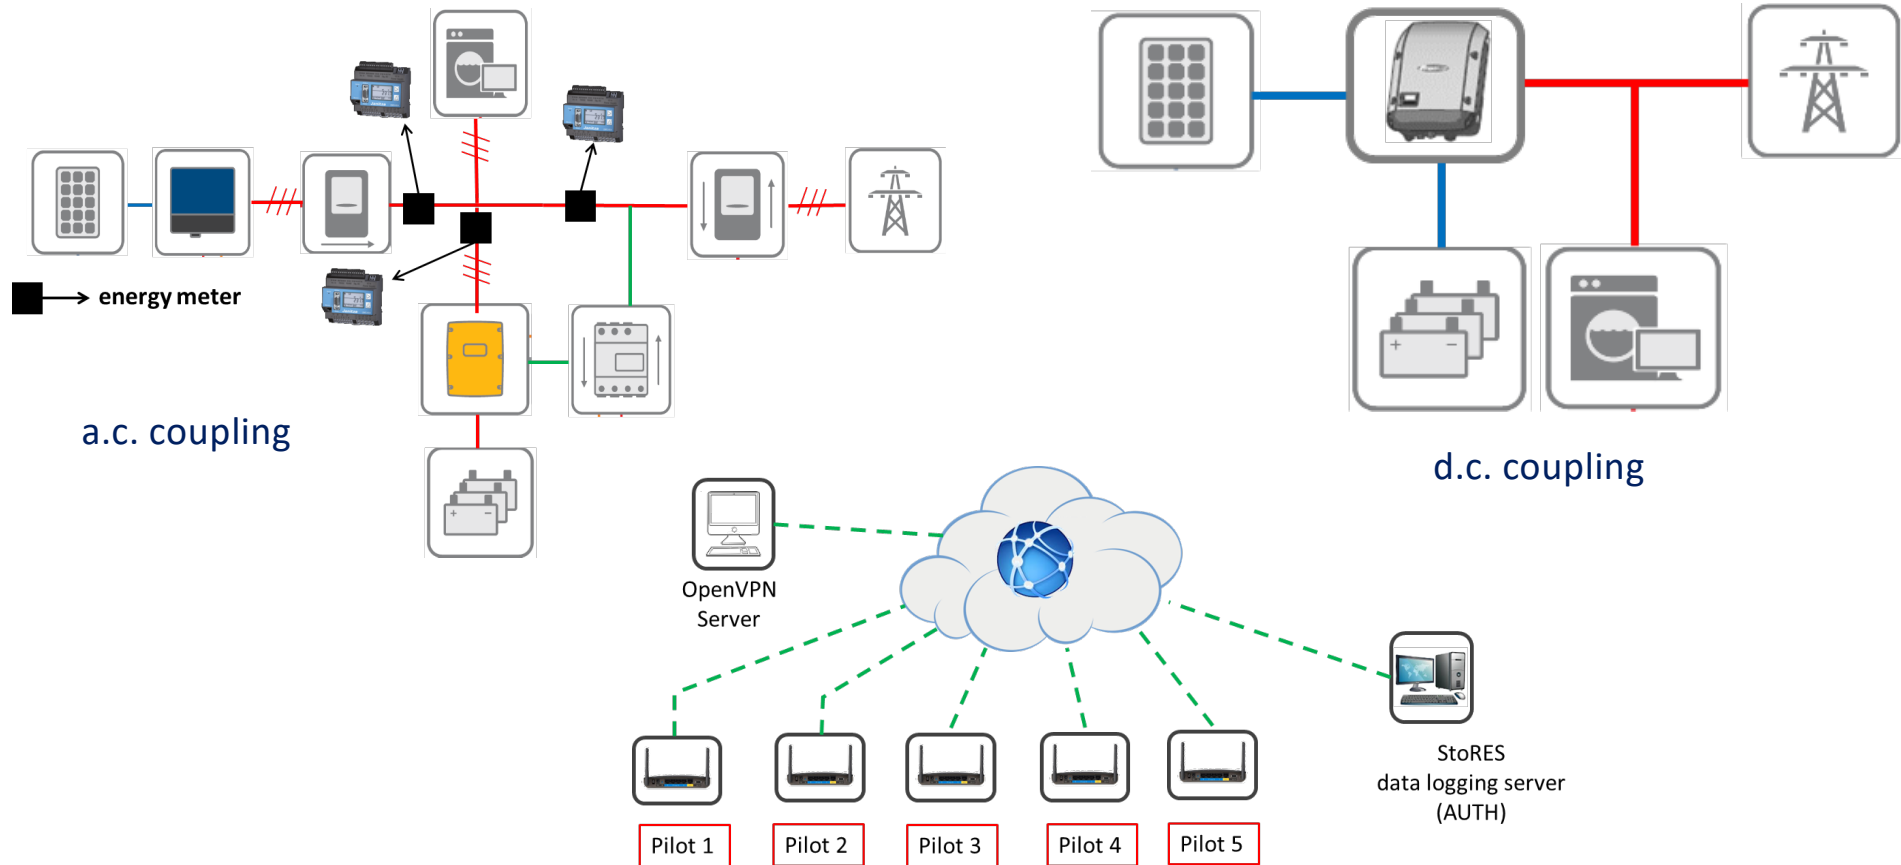 energy meter
a.c. coupling
d.c. coupling
+ −
+ −
OpenVPN
Server
StoRES
data logging server
(AUTH)
Pilot 1
Pilot 2
Pilot 3
Pilot 4
Pilot 5